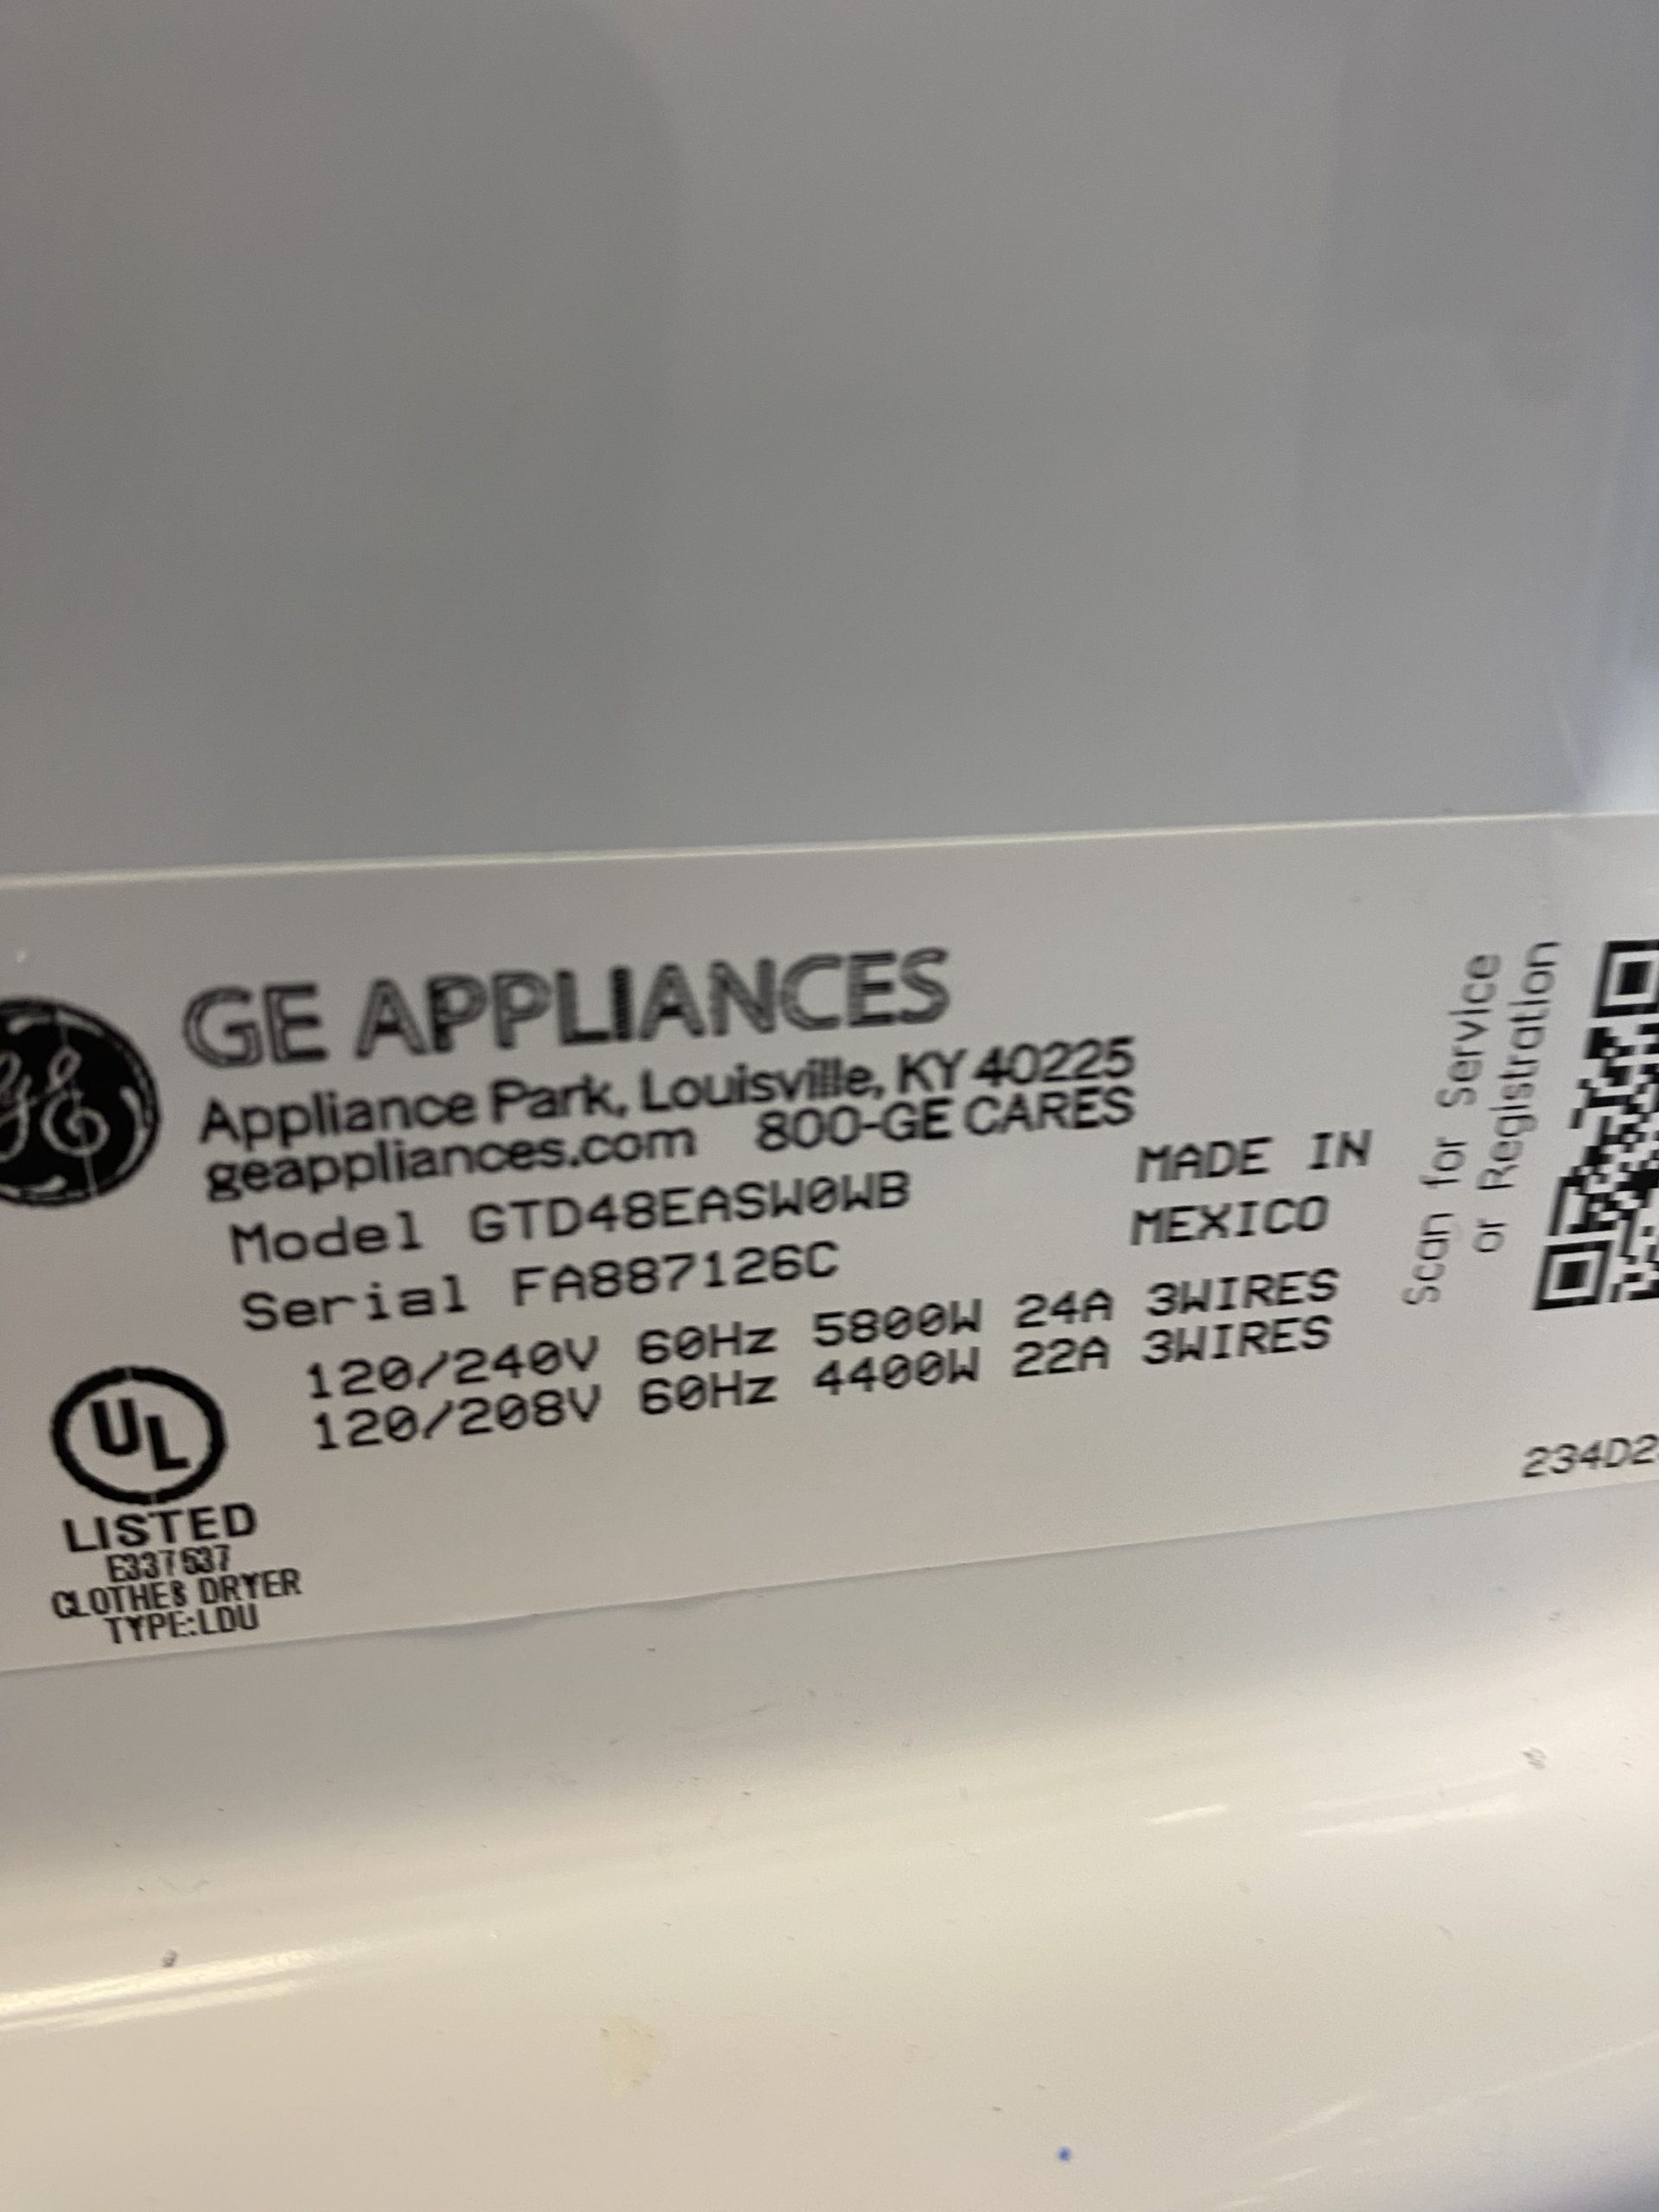 GE APPLIANCES
Appliance Park, Louisville, KY 40225
geappliances.com 800-GE CARES
Model GTD48EASW0WB
Serial FA887126C
MADE IN
MEXICO
120/240V 60Hz 5800W 24A 3WIRES
120/208V 60Hz 4400W 22A 3WIRES
UL
LISTED
E337637
CLOTHES DRYER
TYPE:LDU
Scan for Service
or Registration
234D2